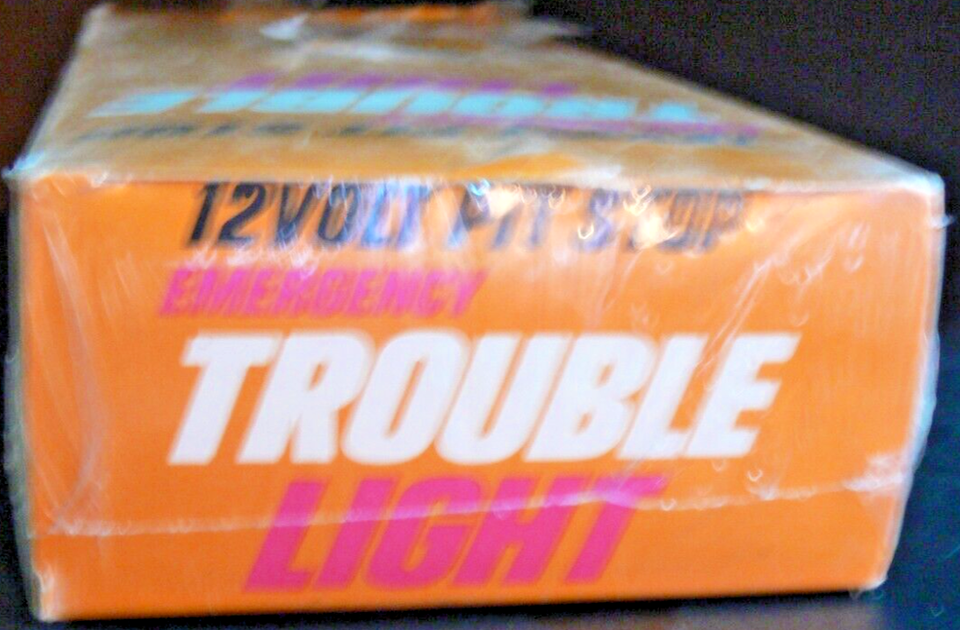 12VOLT PIT STOP
EMERGENCY
TROUBLE
LIGHT